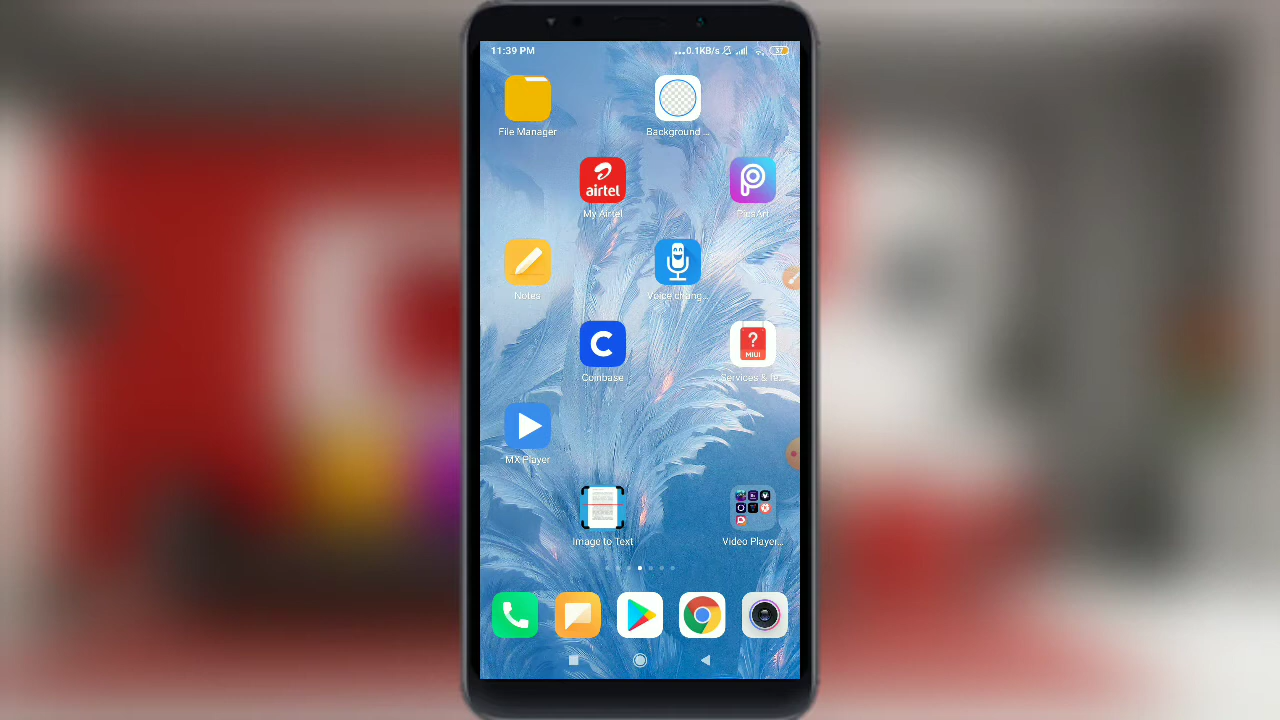 11:39 PM
...0.1KB/s
37
File Manager
Background ...
airtel
My Airtel
PicsArt
Notes
Voice chang...
Coinbase
?
MIUI
Services & fe...
MX Player
Image to Text
Video Player...